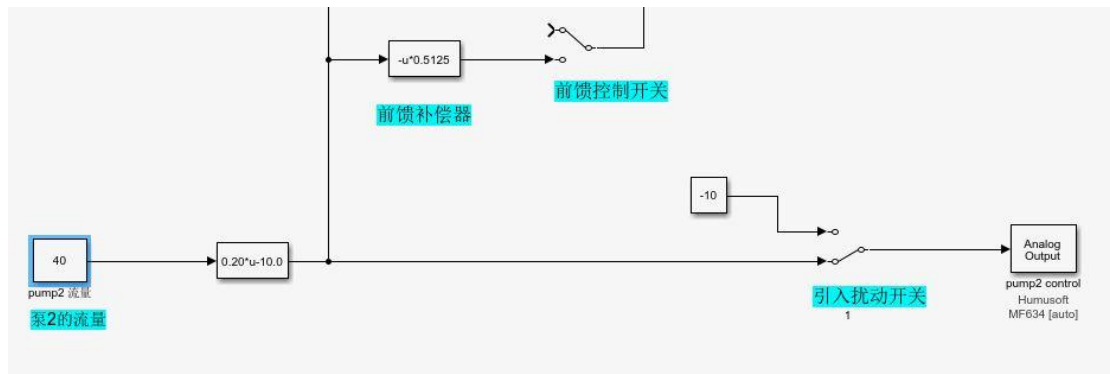 -u*0.5125
前馈控制开关
前馈补偿器
-10
40
0.20*u-10.0
Analog
Output
pump2 流量
pump2 control
泵2的流量
引入扰动开关
Humusoft
1
MF634 [auto]